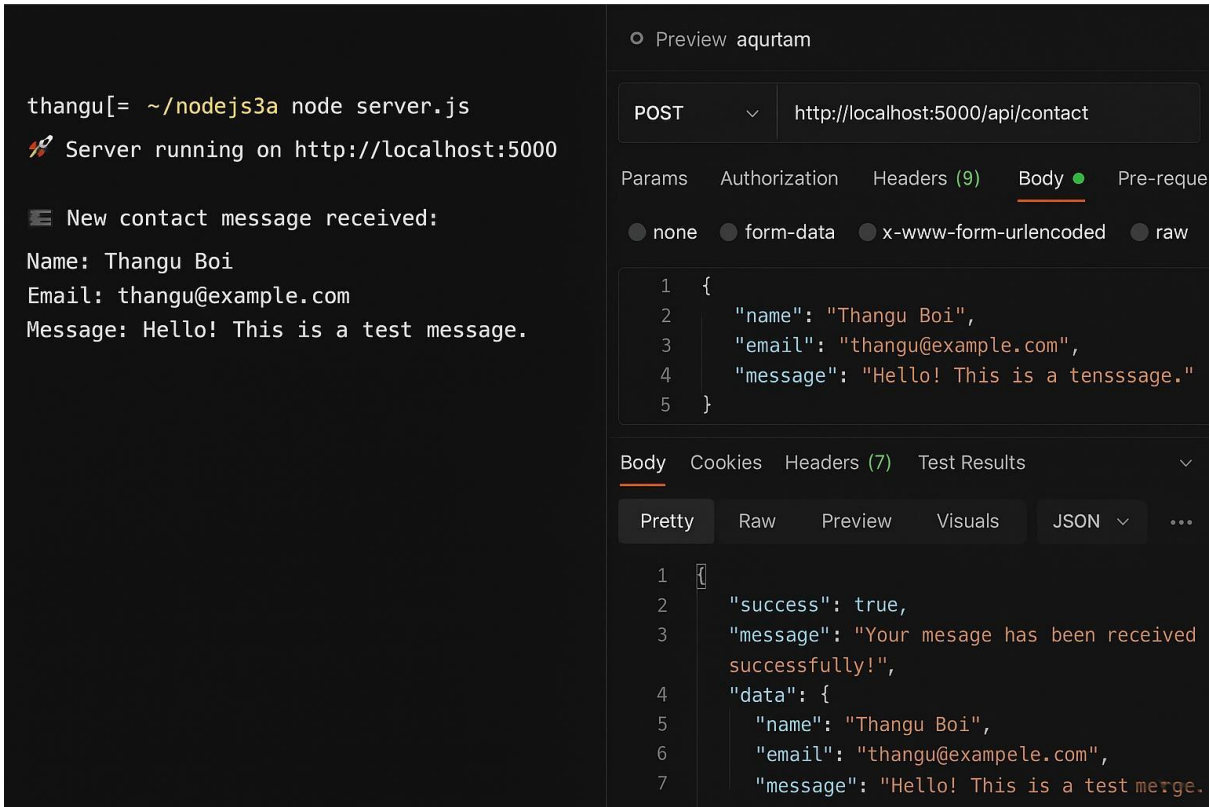 thangu[= ~/nodejs3a node server.js
🚀 Server running on http://localhost:5000
New contact message received:
Name: Thangu Boi
Email: thangu@example.com
Message: Hello! This is a test message.
Preview aqurtam
POST http://localhost:5000/api/contact
Params Authorization Headers (9) Body Pre-reque
none form-data x-www-form-urlencoded raw
1 {
2 "name": "Thangu Boi",
3 "email": "thangu@example.com",
4 "message": "Hello! This is a tensssage."
5 }
Body Cookies Headers (7) Test Results
Pretty Raw Preview Visuals JSON
1 {
2 "success": true,
3 "message": "Your mesage has been received
successfully!",
4 "data": {
5 "name": "Thangu Boi",
6 "email": "thangu@exampele.com",
7 "message": "Hello! This is a test merge.